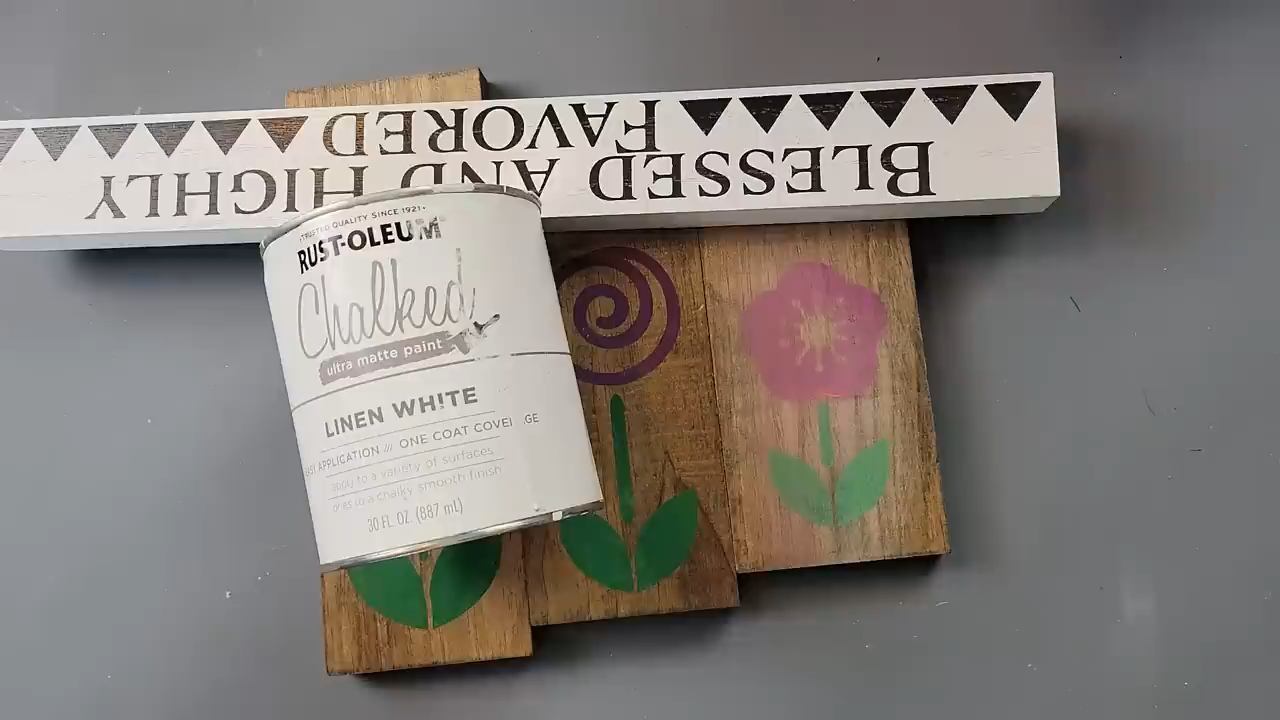 BLESSED AND HIGHLY
FAVORED
TRUSTED QUALITY SINCE 1921
RUST-OLEUM
Chalked
ultra matte paint
LINEN WHITE
APPLICATION /// ONE COAT
apply to a variety of surfaces
dries to a chalky smooth finish
30 FL. OZ. (887 mL)